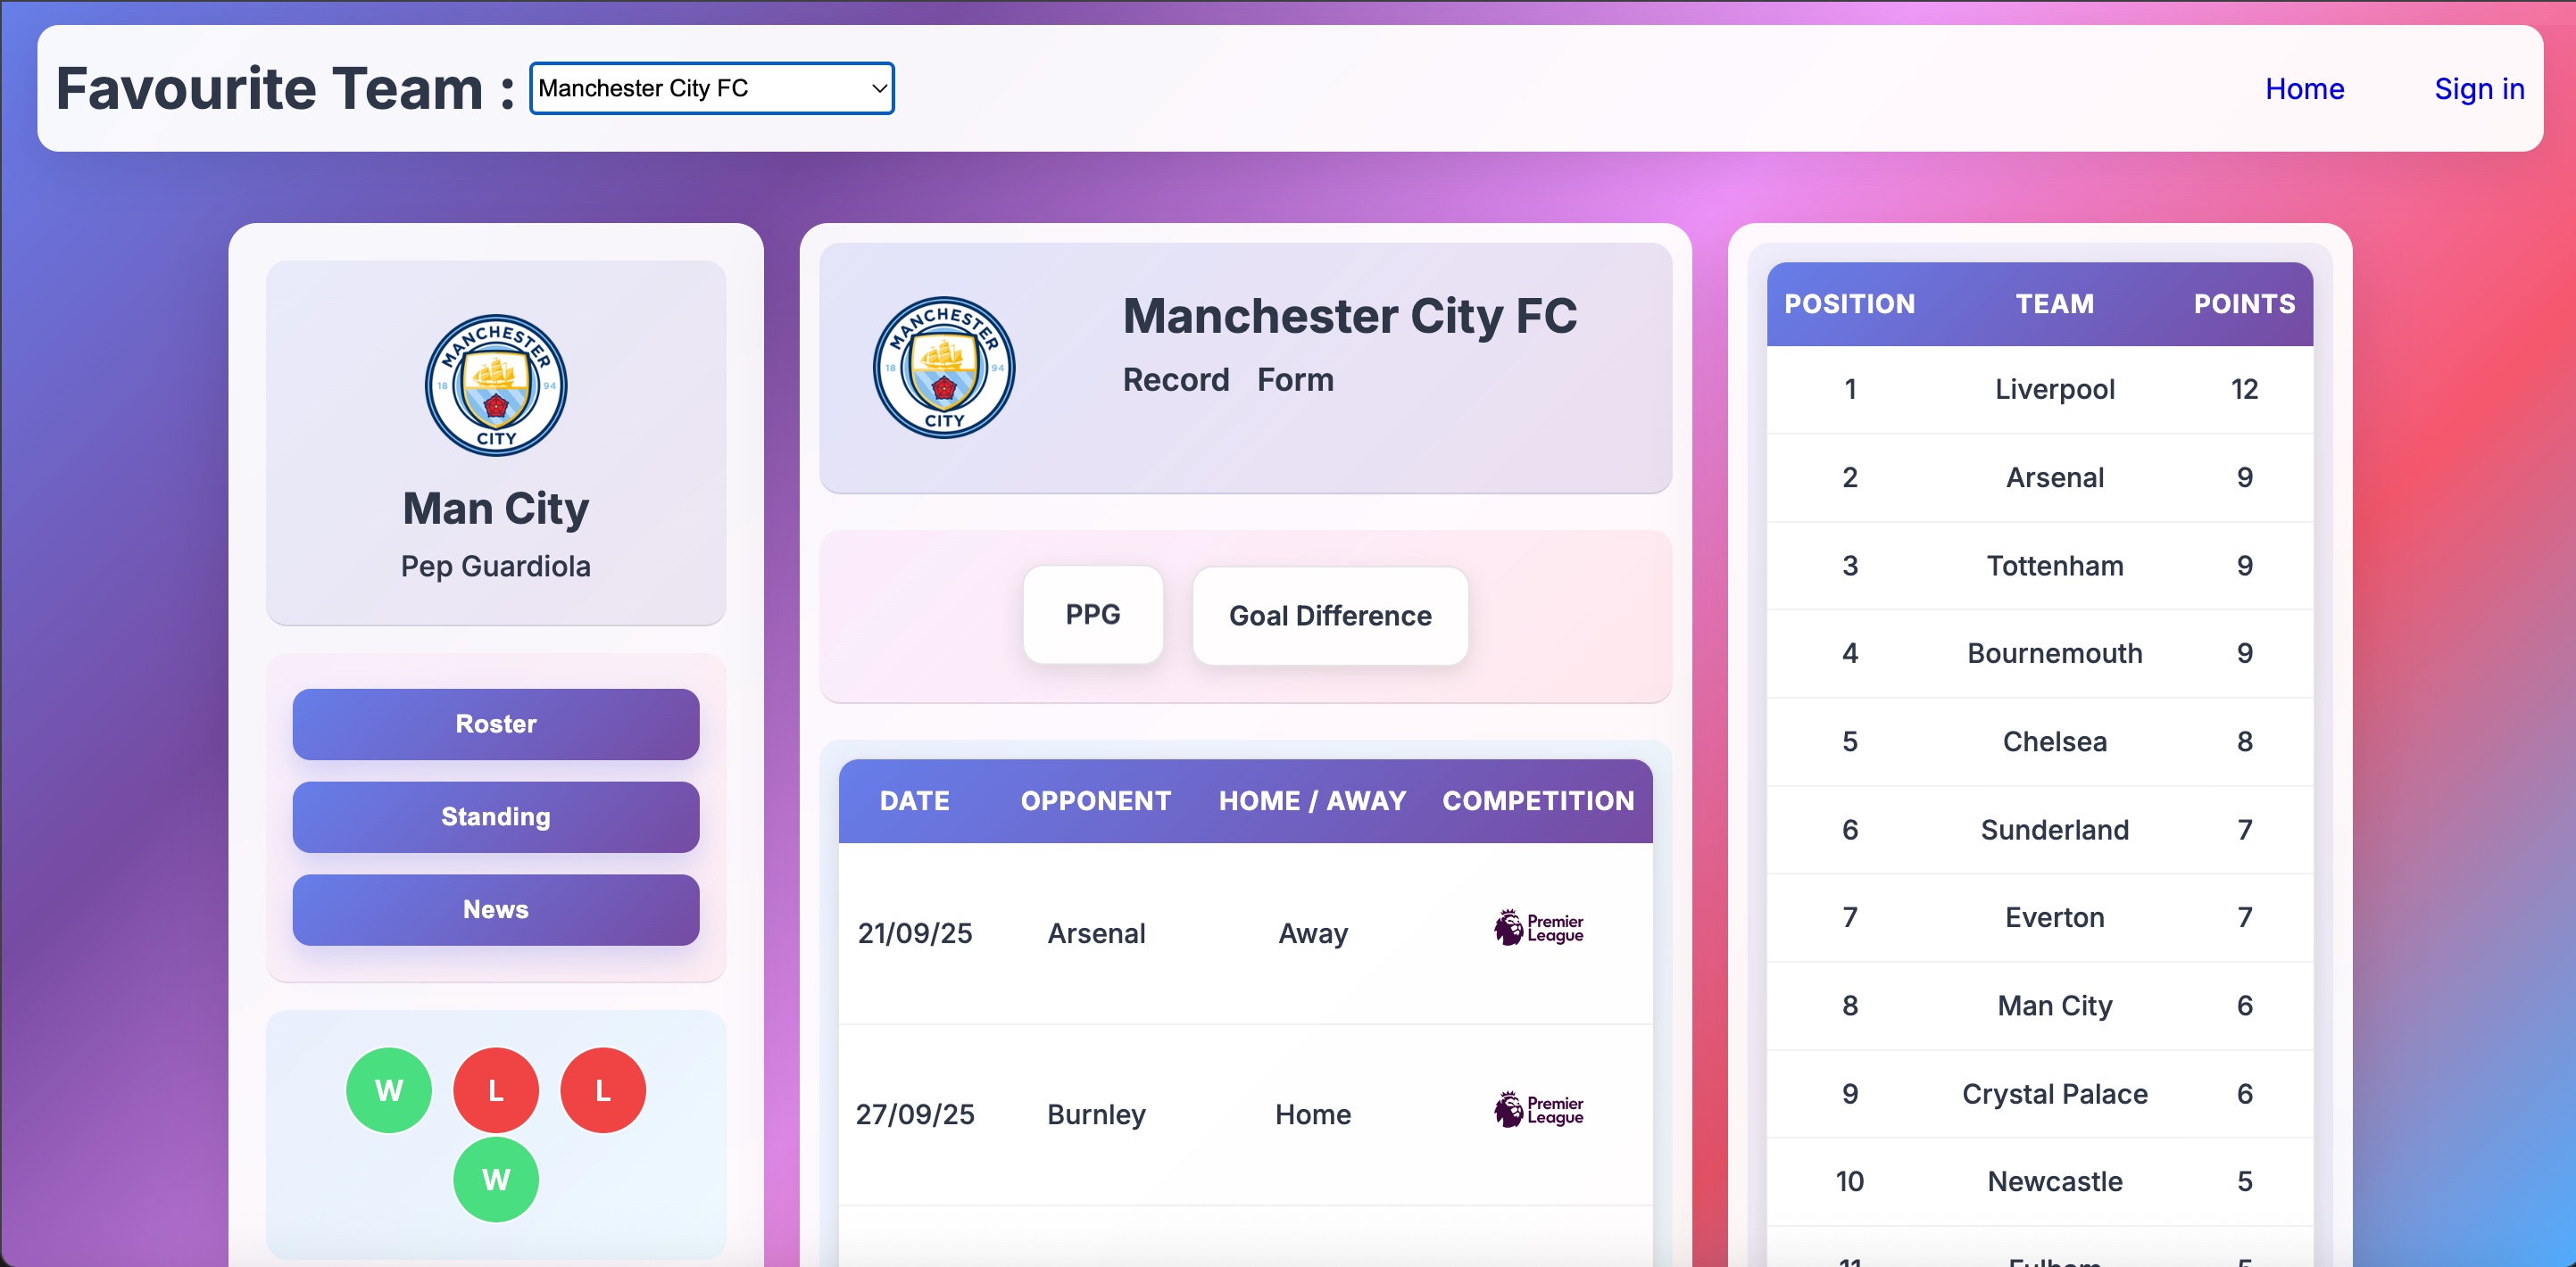 Favourite Team : Manchester City FC Home Sign in
MANCHESTER
18 94
CITY
Man City
Pep Guardiola
Roster
Standing
News
W L L
W
MANCHESTER
18 94
CITY
Manchester City FC
Record Form
PPG Goal Difference
DATE OPPONENT HOME / AWAY COMPETITION
21/09/25 Arsenal Away Premier League
27/09/25 Burnley Home Premier League
POSITION TEAM POINTS
1 Liverpool 12
2 Arsenal 9
3 Tottenham 9
4 Bournemouth 9
5 Chelsea 8
6 Sunderland 7
7 Everton 7
8 Man City 6
9 Crystal Palace 6
10 Newcastle 5
11 Fulham 5